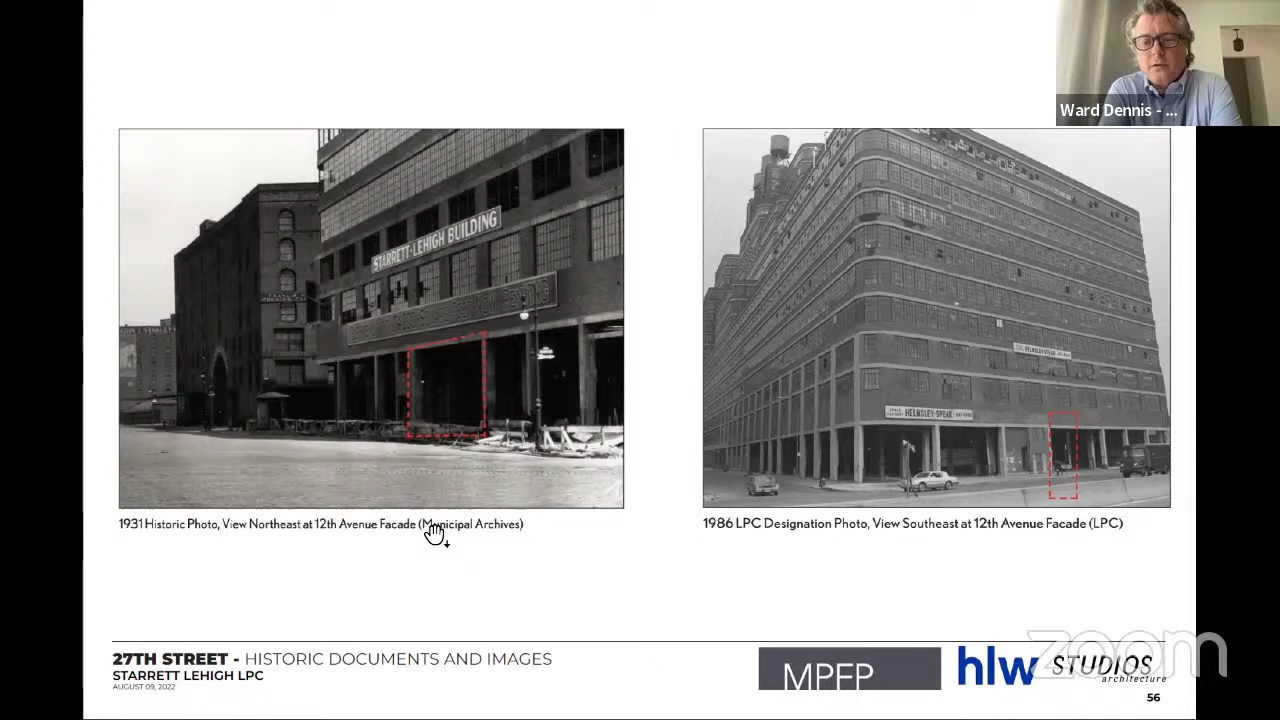 Ward Dennis - ...
STARRETT-LEHIGH BUILDING
HELMSLEY-SPEAR
HELMSLEY-SPEAR
1931 Historic Photo, View Northeast at 12th Avenue Facade (Municipal Archives)
1986 LPC Designation Photo, View Southeast at 12th Avenue Facade (LPC)
27TH STREET - HISTORIC DOCUMENTS AND IMAGES
STARRETT LEHIGH LPC
AUGUST 09, 2022
MPFP
hlw
STUDIOS
architecture
zoom
56